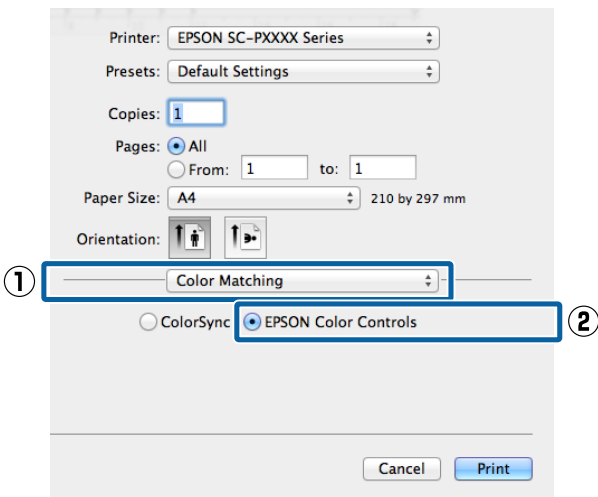 Printer: EPSON SC-PXXXX Series
Presets: Default Settings
Copies: 1
Pages: All
From: 1 to: 1
Paper Size: A4 210 by 297 mm
Orientation:
① Color Matching
ColorSync EPSON Color Controls ②
Cancel Print